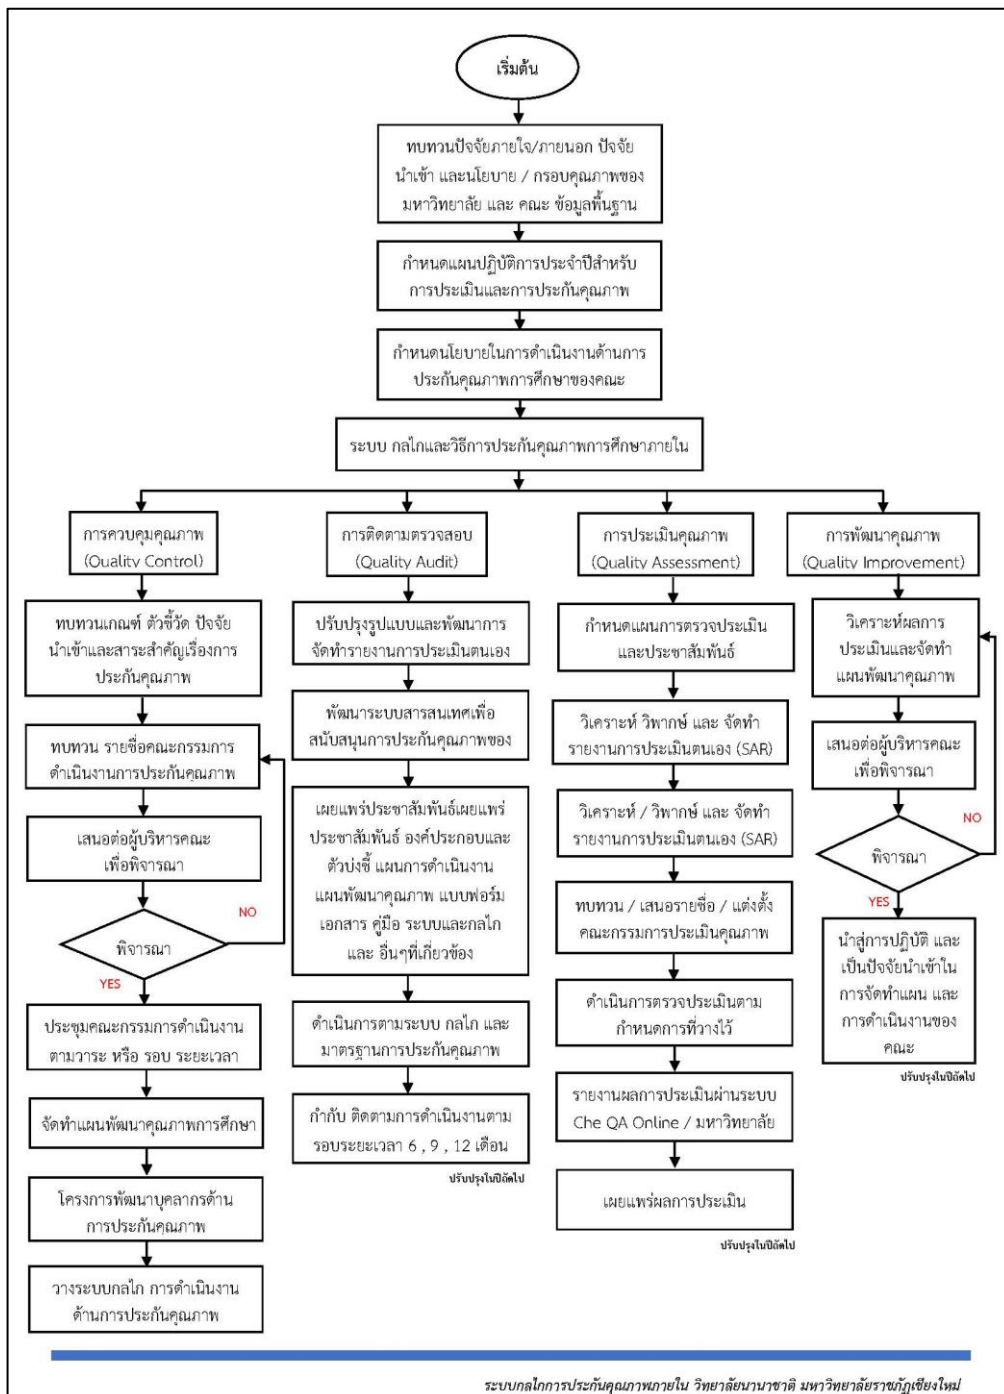 เริ่มต้น
ทบทวนปัจจัยภายใจ/ภายนอก ปัจจัย
นำเข้า และนโยบาย / กรอบคุณภาพของ
มหาวิทยาลัย และ คณะ ข้อมูลพื้นฐาน
กำหนดแผนปฏิบัติการประจำปีสำหรับ
การประเมินและการประกันคุณภาพ
กำหนดนโยบายในการดำเนินงานด้านการ
ประกันคุณภาพการศึกษาของคณะ
ระบบ กลไกและวิธีการประกันคุณภาพการศึกษาภายใน
การควบคุมคุณภาพ
(Quality Control)
ทบทวนเกณฑ์ ตัวชี้วัด ปัจจัย
นำเข้าและสาระสำคัญเรื่องการ
ประกันคุณภาพ
ทบทวน รายชื่อคณะกรรมการ
ดำเนินงานการประกันคุณภาพ
เสนอต่อผู้บริหารคณะ
เพื่อพิจารณา
NO
พิจารณา
YES
ประชุมคณะกรรมการดำเนินงาน
ตามวาระ หรือ รอบ ระยะเวลา
จัดทำแผนพัฒนาคุณภาพการศึกษา
โครงการพัฒนาบุคลากรด้าน
การประกันคุณภาพ
วางระบบกลไก การดำเนินงาน
ด้านการประกันคุณภาพ
การติดตามตรวจสอบ
(Quality Audit)
ปรับปรุงรูปแบบและพัฒนาการ
จัดทำรายงานการประเมินตนเอง
พัฒนาระบบสารสนเทศเพื่อ
สนับสนุนการประกันคุณภาพของ
เผยแพร่ประชาสัมพันธ์เผยแพร่
ประชาสัมพันธ์ องค์ประกอบและ
ตัวบ่งชี้ แผนการดำเนินงาน
แผนพัฒนาคุณภาพ แบบฟอร์ม
เอกสาร คู่มือ ระบบและกลไก
และ อื่นๆที่เกี่ยวข้อง
ดำเนินการตามระบบ กลไก และ
มาตรฐานการประกันคุณภาพ
กำกับ ติดตามการดำเนินงานตาม
รอบระยะเวลา 6 , 9 , 12 เดือน
ปรับปรุงในปีถัดไป
การประเมินคุณภาพ
(Quality Assessment)
กำหนดแผนการตรวจประเมิน
และประชาสัมพันธ์
วิเคราะห์ วิพากษ์ และ จัดทำ
รายงานการประเมินตนเอง (SAR)
วิเคราะห์ / วิพากษ์ และ จัดทำ
รายงานการประเมินตนเอง (SAR)
ทบทวน / เสนอรายชื่อ / แต่งตั้ง
คณะกรรมการประเมินคุณภาพ
ดำเนินการตรวจประเมินตาม
กำหนดการที่วางไว้
รายงานผลการประเมินผ่านระบบ
Che QA Online / มหาวิทยาลัย
เผยแพร่ผลการประเมิน
ปรับปรุงในปีถัดไป
การพัฒนาคุณภาพ
(Quality Improvement)
วิเคราะห์ผลการ
ประเมินและจัดทำ
แผนพัฒนาคุณภาพ
เสนอต่อผู้บริหารคณะ
เพื่อพิจารณา
NO
พิจารณา
YES
นำสู่การปฏิบัติ และ
เป็นปัจจัยนำเข้าใน
การจัดทำแผน และ
การดำเนินงานของ
คณะ
ปรับปรุงในปีถัดไป
ระบบกลไกการประกันคุณภาพภายใน วิทยาลัยนานาชาติ มหาวิทยาลัยราชภัฏเชียงใหม่